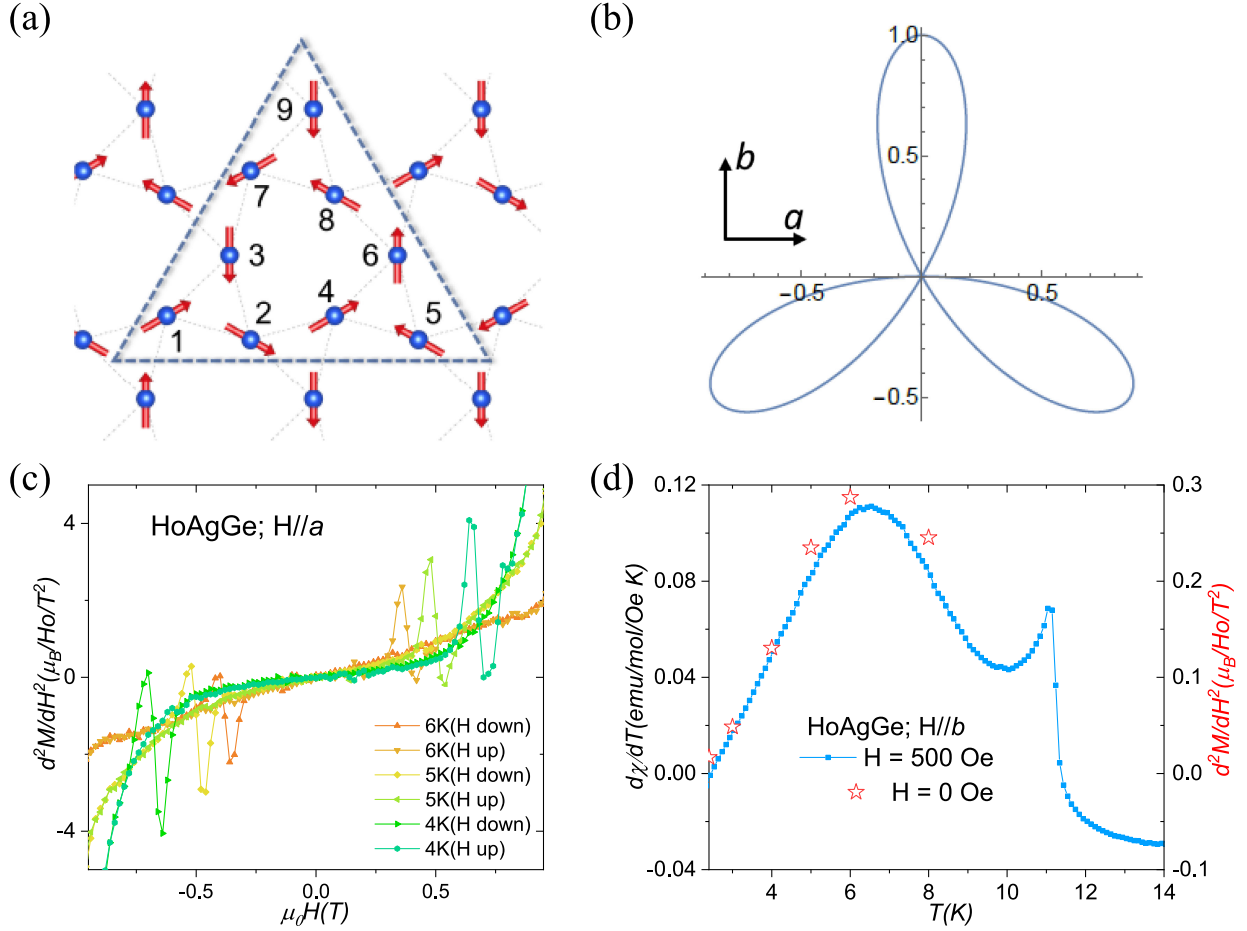 (a)
9
7
8
3
6
4
2
5
1
(b)
1.0
0.5
b
a
-0.5
0.5
-0.5
(c)
HoAgGe; H//a
4
0
-4
d²M/dH²(μB/Ho/T²)
6K(H down)
6K(H up)
5K(H down)
5K(H up)
4K(H down)
4K(H up)
-0.5
0.0
0.5
μ0H(T)
(d)
0.12
0.08
0.04
0.00
-0.04
dχ/dT(emu/mol/Oe K)
HoAgGe; H//b
H = 500 Oe
H = 0 Oe
0.3
0.2
0.1
0.0
-0.1
d²M/dH²(μB/Ho/T²)
4
6
8
10
12
14
T(K)